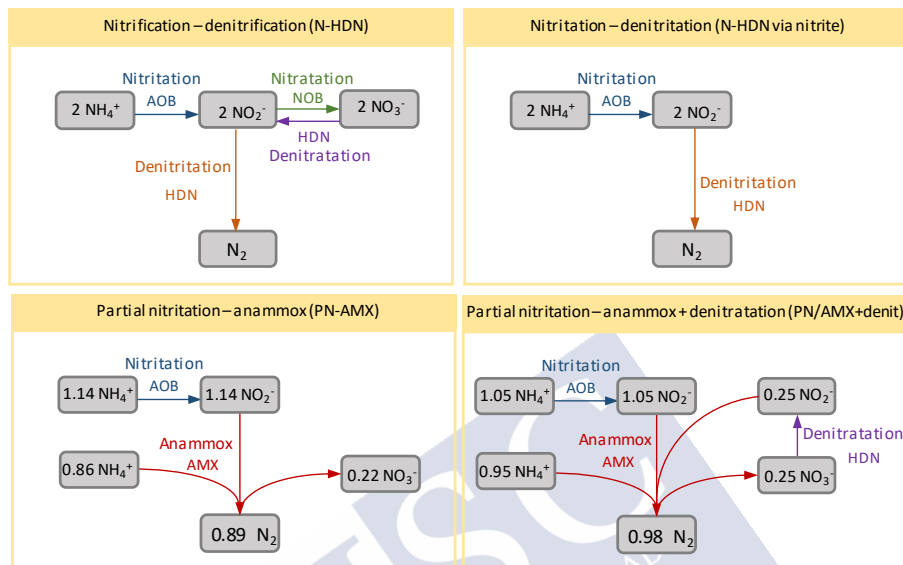 Nitrification – denitrification (N-HDN)
Nitritation
AOB
Nitratation
NOB
2 NH₄⁺
2 NO₂⁻
2 NO₃⁻
HDN
Denitratation
Denitritation
HDN
N₂
Nitritation – denitritation (N-HDN via nitrite)
Nitritation
AOB
2 NH₄⁺
2 NO₂⁻
Denitritation
HDN
N₂
Partial nitritation – anammox (PN-AMX)
Nitritation
AOB
1.14 NH₄⁺
1.14 NO₂⁻
Anammox
AMX
0.86 NH₄⁺
0.22 NO₃⁻
0.89 N₂
Partial nitritation – anammox + denitratation (PN/AMX+denit)
Nitritation
AOB
1.05 NH₄⁺
1.05 NO₂⁻
0.25 NO₂⁻
Anammox
AMX
Denitratation
HDN
0.95 NH₄⁺
0.25 NO₃⁻
0.98 N₂